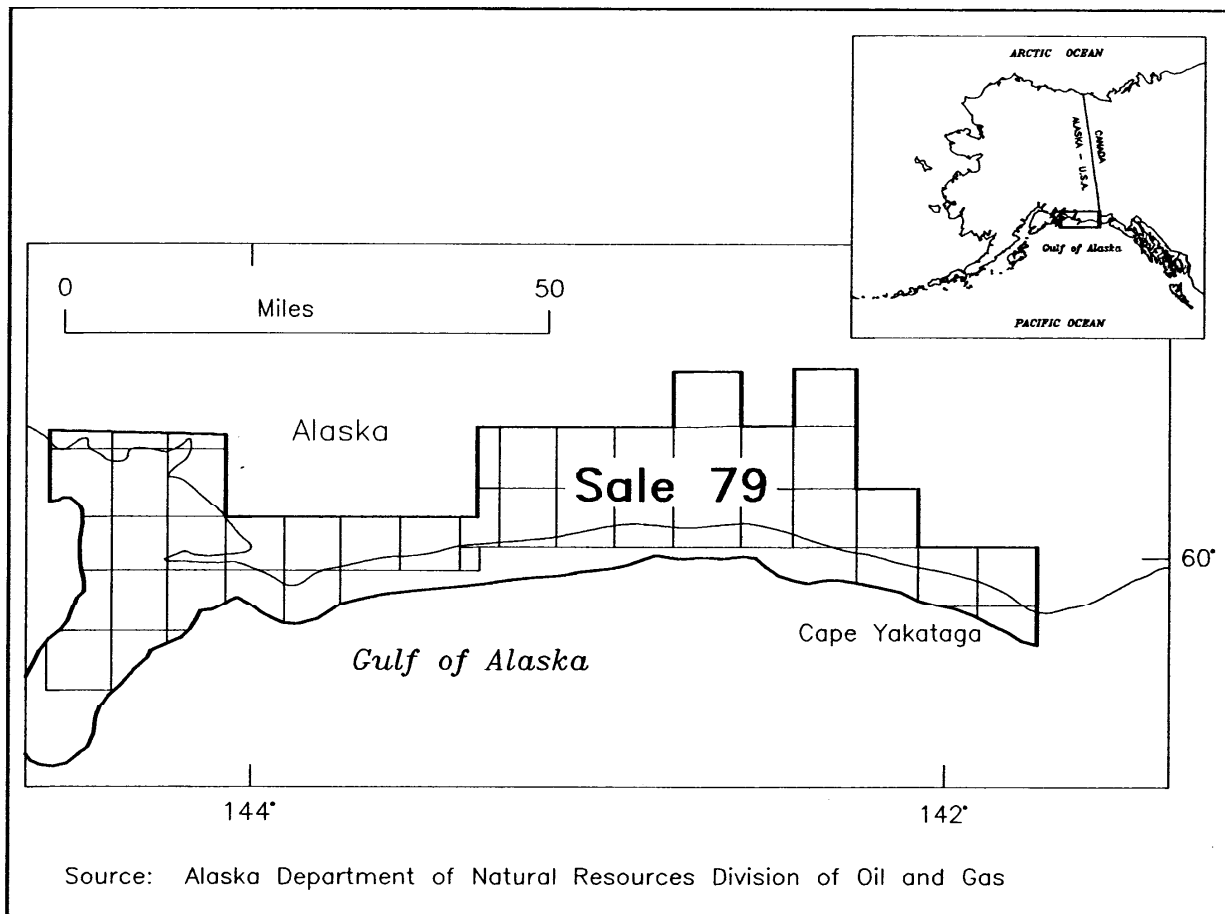 ARCTIC OCEAN
CANADA
ALASKA - U.S.A.
Gulf of Alaska
PACIFIC OCEAN
0
50
Miles
Alaska
Sale 79
60°
Cape Yakataga
Gulf of Alaska
144°
142°
Source: Alaska Department of Natural Resources Division of Oil and Gas